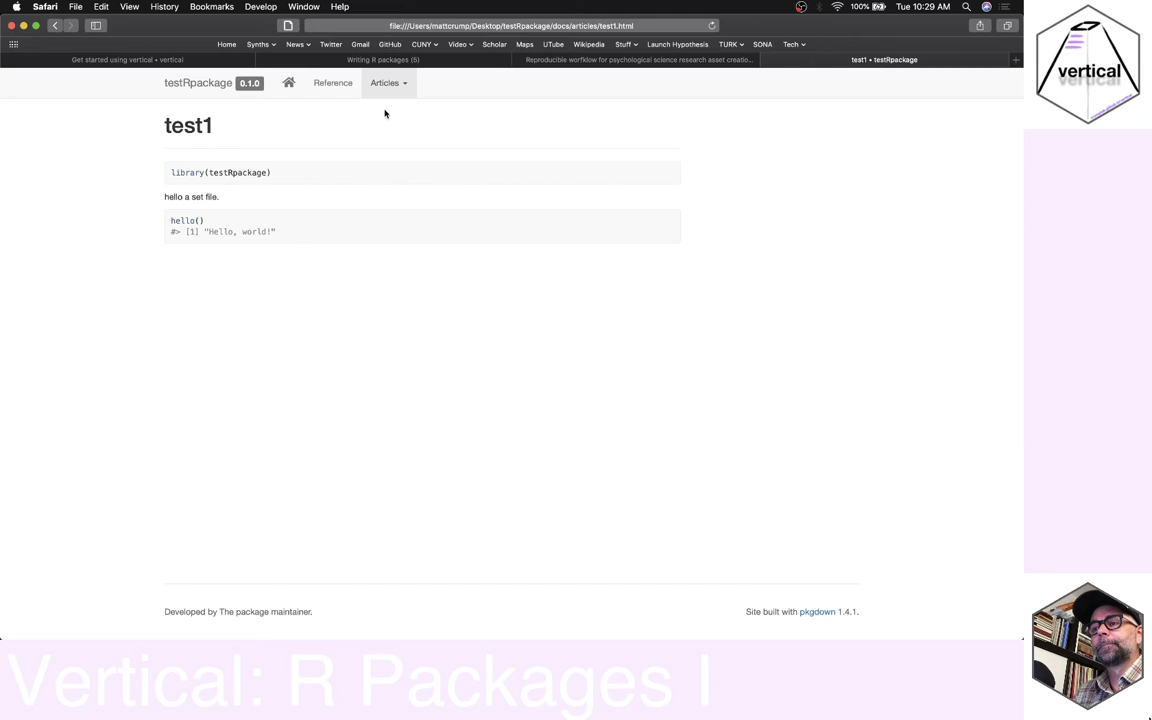 Safari File Edit View History Bookmarks Develop Window Help 100% Tue 10:29 AM
file:///Users/mattcrump/Desktop/testRpackage/docs/articles/test1.html
Home Synths News Twitter Gmail GitHub CUNY Video Scholar Maps UTube Wikipedia Stuff Launch Hypothesis TURK SONA Tech
Get started using vertical • vertical Writing R packages (5) Reproducible worfklow for psychological science research asset creatio... test1 • testRpackage
testRpackage 0.1.0 Reference Articles
test1
library(testRpackage)
hello a set file.
hello()
#> [1] "Hello, world!"
Developed by The package maintainer. Site built with pkgdown 1.4.1.
vertical
Vertical: R Packages I